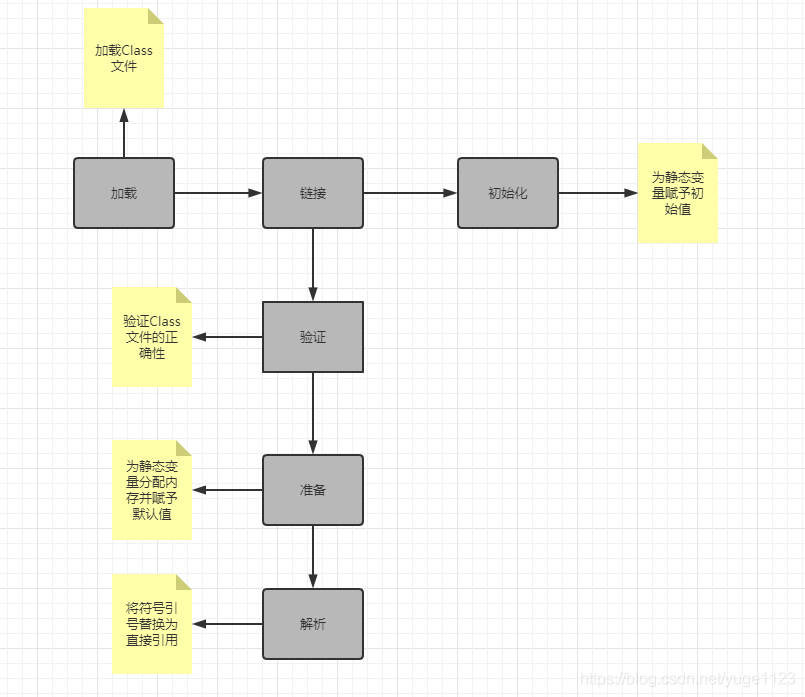 加载Class
文件
加载
链接
初始化
为静态变
量赋予初
始值
验证Class
文件的正
确性
验证
为静态变
量分配内
存并赋予
默认值
准备
将符号引
号替换为
直接引用
解析
https://blog.csdn.net/yuge1123